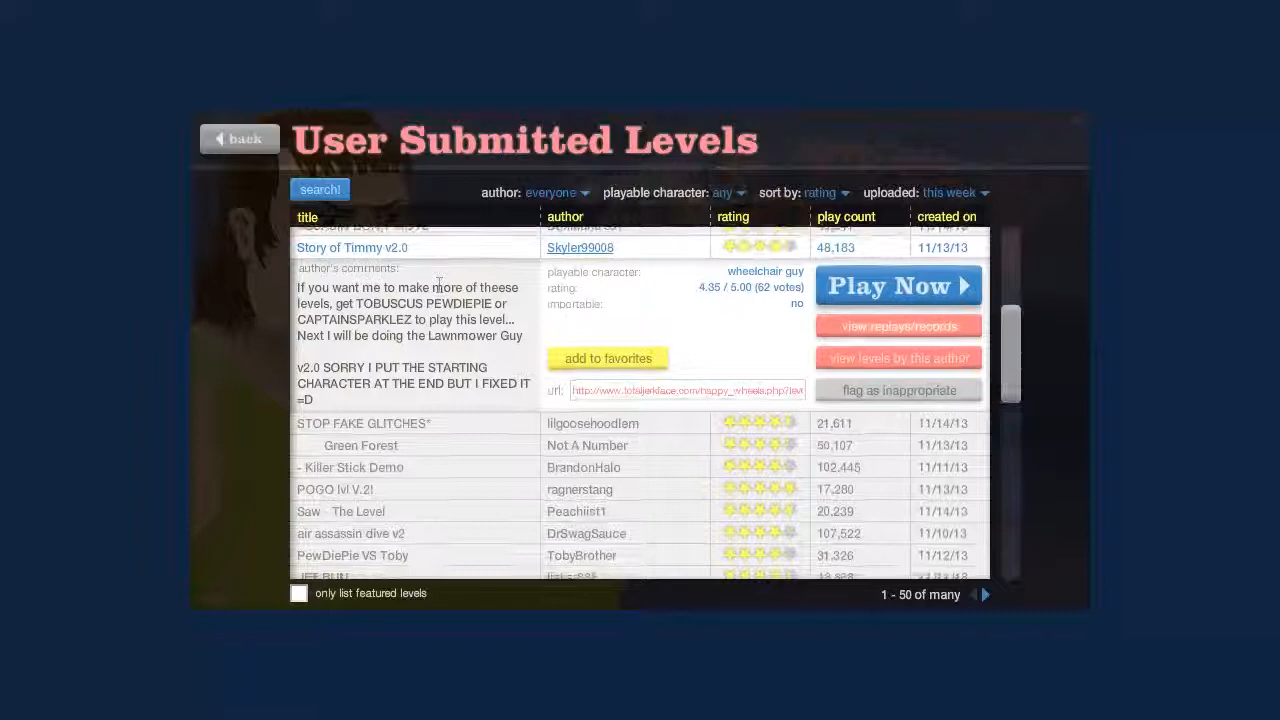 back
User Submitted Levels
search!
author: everyone playable character: any sort by: rating uploaded: this week
title author rating play count created on
Story of Timmy v2.0 Skyler99008 48,183 11/13/13
author's comments:
If you want me to make more of theese
levels, get TOBUSCUS PEWDIEPIE or
CAPTAINSPARKLEZ to play this level...
Next I will be doing the Lawnmower Guy
v2.0 SORRY I PUT THE STARTING
CHARACTER AT THE END BUT I FIXED IT
=D
playable character: wheelchair guy
rating: 4.35 / 5.00 (62 votes)
importable: no
add to favorites
url: http://www.totaljerkface.com/happy_wheels.php?leve
Play Now
view replays/records
view levels by this author
flag as inappropriate
STOP FAKE GLITCHES* lilgoosehoodlem 21,611 11/14/13
Green Forest Not A Number 50,107 11/13/13
- Killer Stick Demo BrandonHalo 102,445 11/11/13
POGO lvl V.2! ragnerstang 17,280 11/13/13
Saw - The Level Peachiist1 20,239 11/14/13
air assassin dive v2 DrSwagSauce 107,522 11/10/13
PewDiePie VS Toby TobyBrother 31,326 11/12/13
JET RUN
only list featured levels
1 - 50 of many